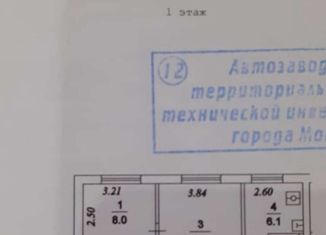 1 этаж
12
Автозавод
территориаль
технической инве
города Мо
3.21
3.84
2.60
2.50
1
8.0
3
4
6.1